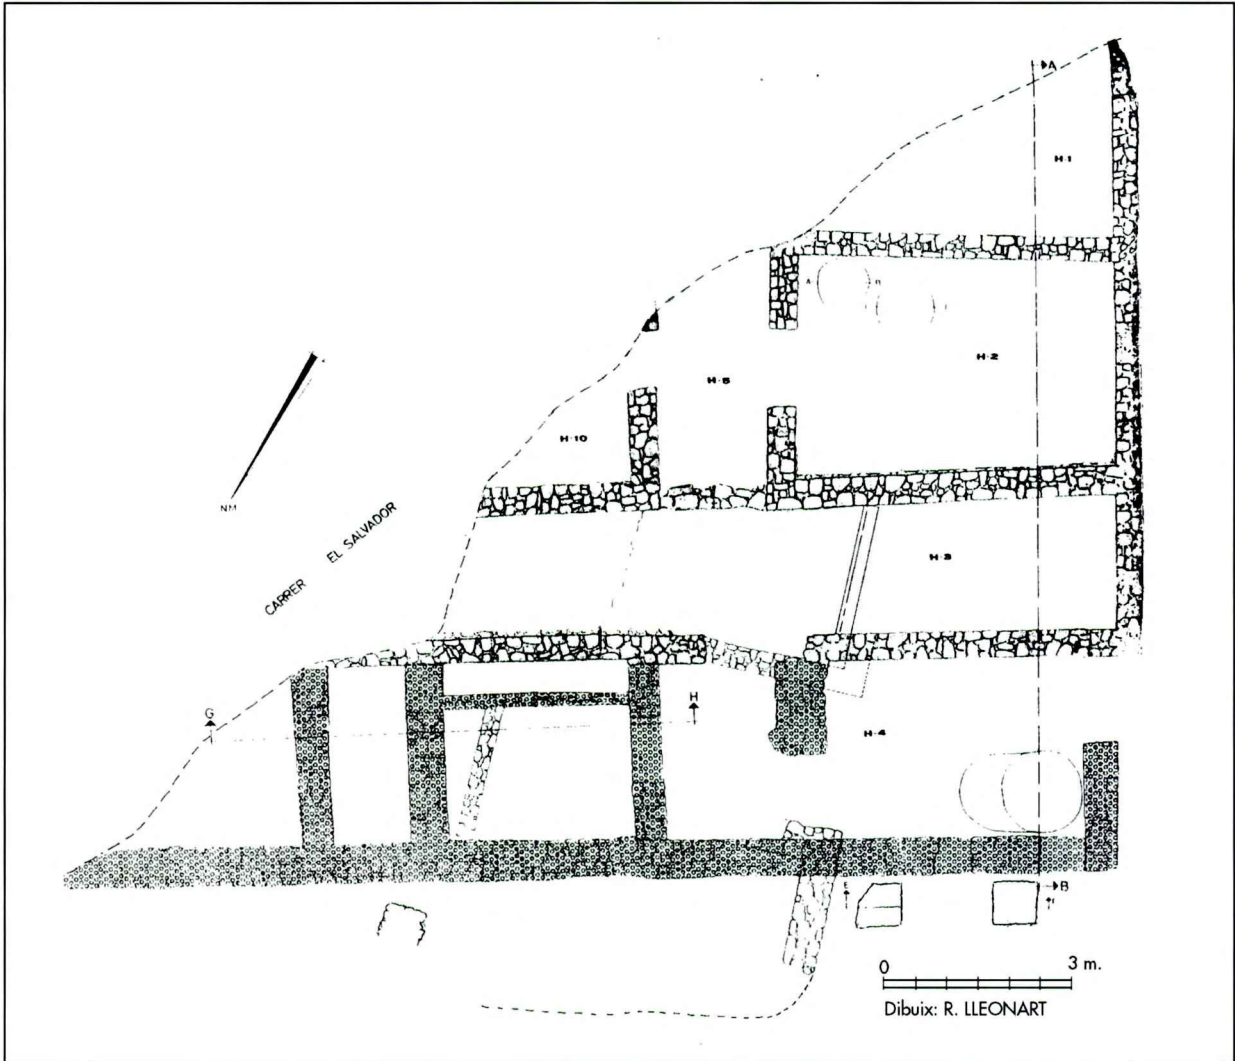 A
H-1
A
H-2
H-5
H-10
NM
CARRER EL SALVADOR
H-3
G
H
H-4
E
B
0 3 m.
Dibuix: R. LLEONART